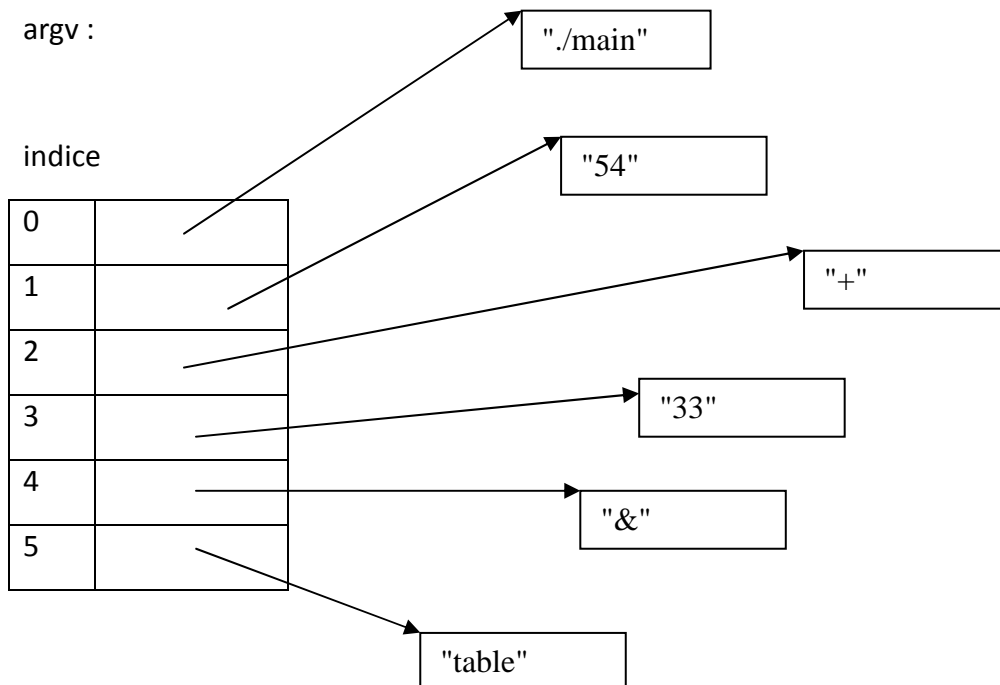 argv :
"./main"
indice
"54"
0
1
"+"
2
3
"33"
4
"&"
5
"table"